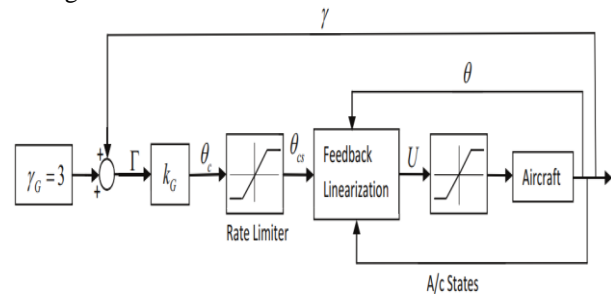 γ
θ
+
+
γ_G = 3
Γ
k_G
θ_c
θ_cs
Feedback
Linearization
U
Aircraft
Rate Limiter
A/c States